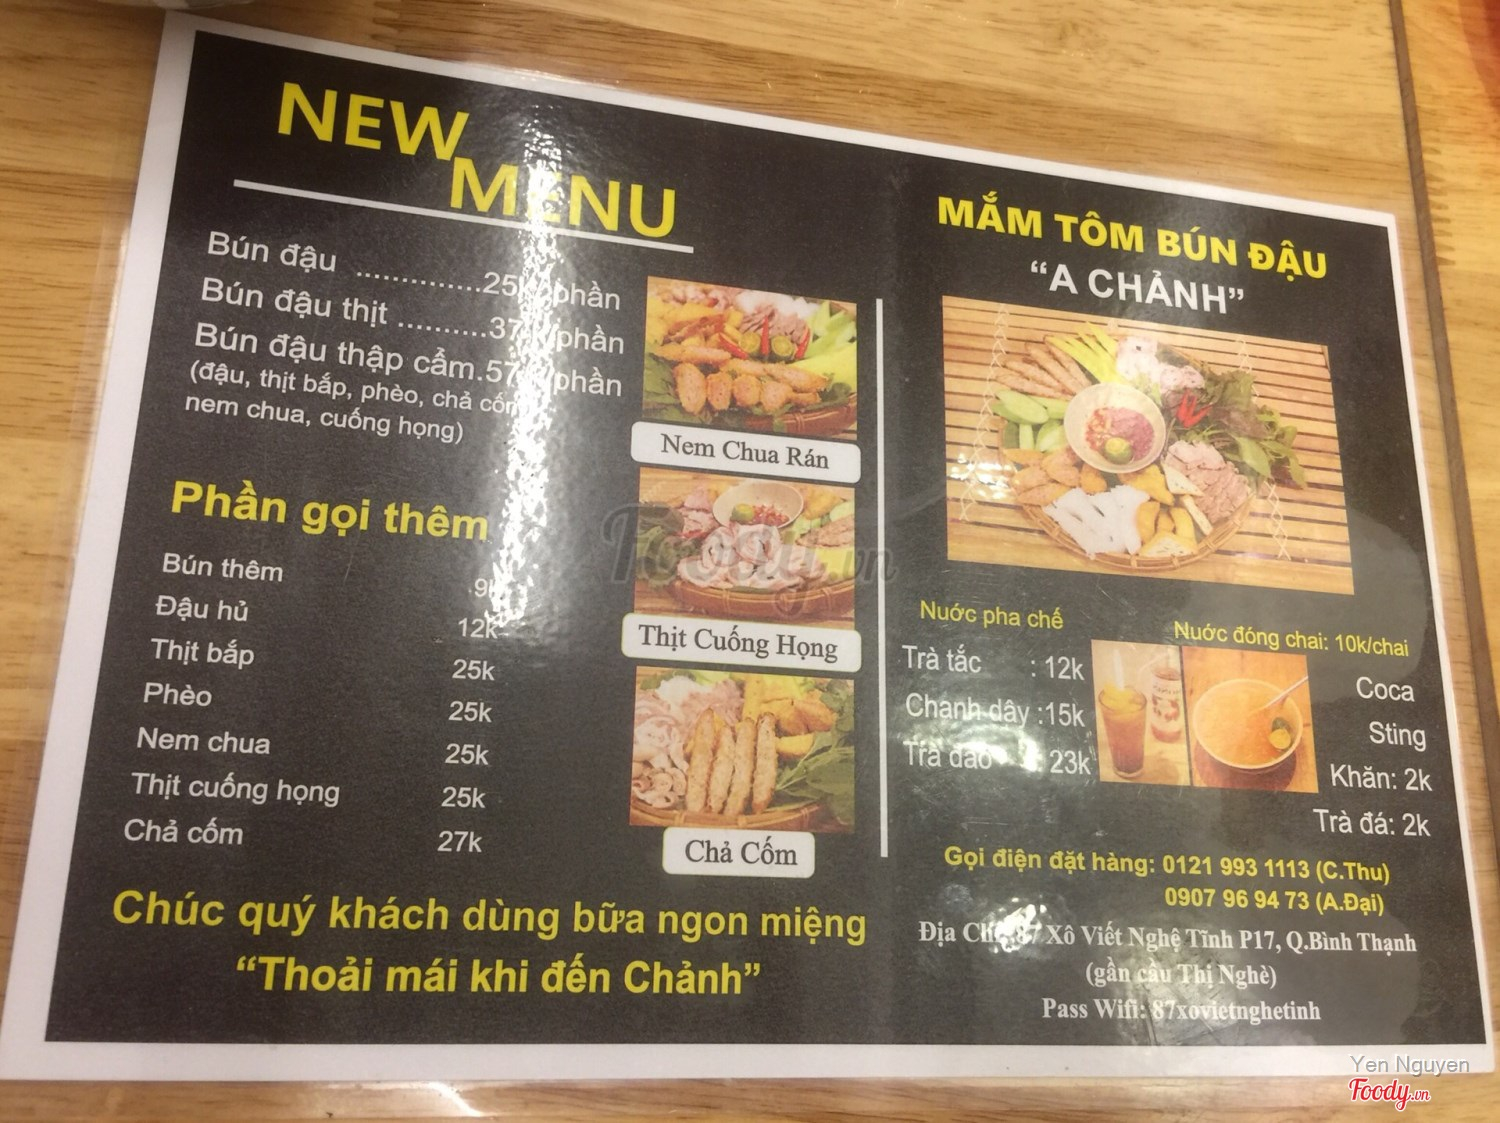 NEW
MENU
Bún đậu ..............25k/phần
Bún đậu thịt ..........37k/phần
Bún đậu thập cẩm.57k/phần
(đậu, thịt bắp, phèo, chả cốm
nem chua, cuống họng)
Phần gọi thêm
Bún thêm 9k
Đậu hủ 12k
Thịt bắp 25k
Phèo 25k
Nem chua 25k
Thịt cuống họng 25k
Chả cốm 27k
Nem Chua Rán
Thịt Cuống Họng
Chả Cốm
Chúc quý khách dùng bữa ngon miệng
“Thoải mái khi đến Chảnh”
MẮM TÔM BÚN ĐẬU
“A CHẢNH”
Nước pha chế
Trà tắc : 12k
Chanh dây :15k
Trà đào : 23k
Nước đóng chai: 10k/chai
Coca
Sting
Khăn: 2k
Trà đá: 2k
Gọi điện đặt hàng: 0121 993 1113 (C.Thu)
0907 96 94 73 (A.Đại)
Địa Chỉ: 87 Xô Viết Nghệ Tĩnh P17, Q.Bình Thạnh
(gần cầu Thị Nghè)
Pass Wifi: 87xovietnghetinh
Foody.vn
Yen Nguyen
Foody.vn